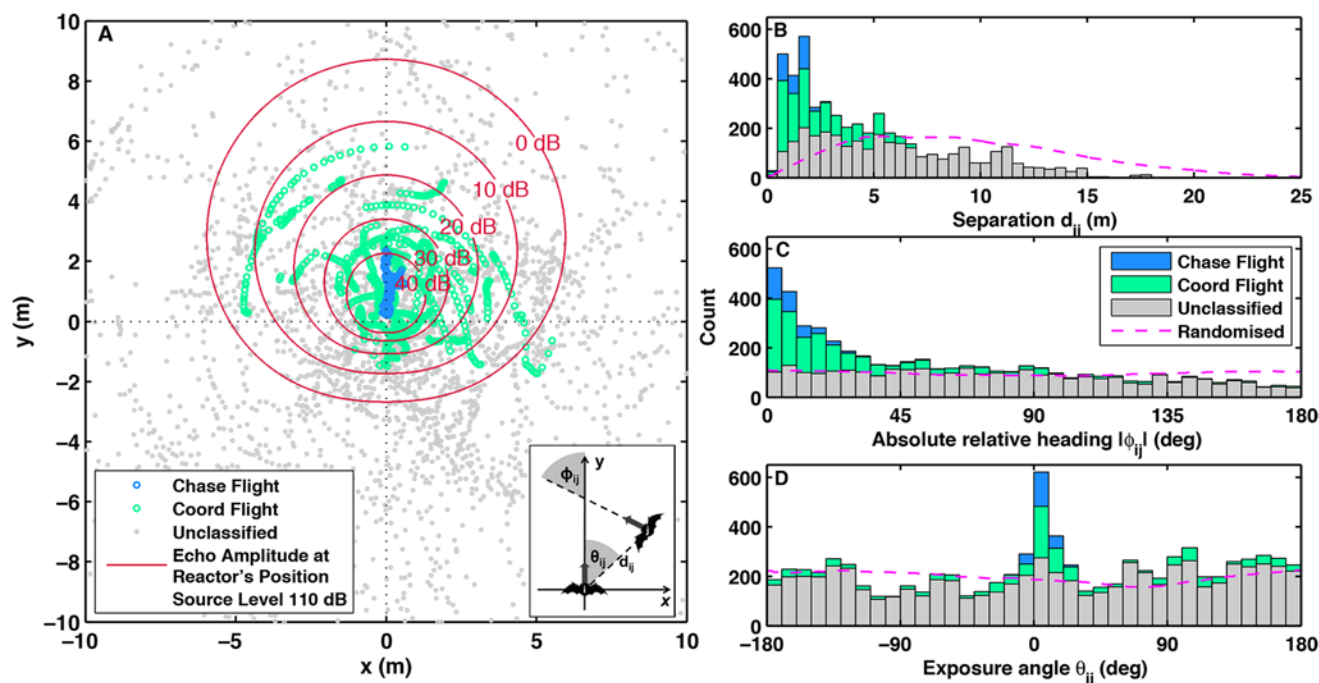 A
10
8
6
4
2
0
−2
−4
−6
−8
−10
y (m)
−10
−5
0
5
10
x (m)
0 dB
10 dB
20 dB
30 dB
40 dB
Chase Flight
Coord Flight
Unclassified
Echo Amplitude at
Reactor's Position
Source Level 110 dB
ϕij
y
θij
dij
x
B
600
400
200
0
0
5
10
15
20
25
Separation dij (m)
C
600
400
200
0
Count
Chase Flight
Coord Flight
Unclassified
Randomised
0
45
90
135
180
Absolute relative heading |ϕij| (deg)
D
600
400
200
0
-180
-90
0
90
180
Exposure angle θij (deg)